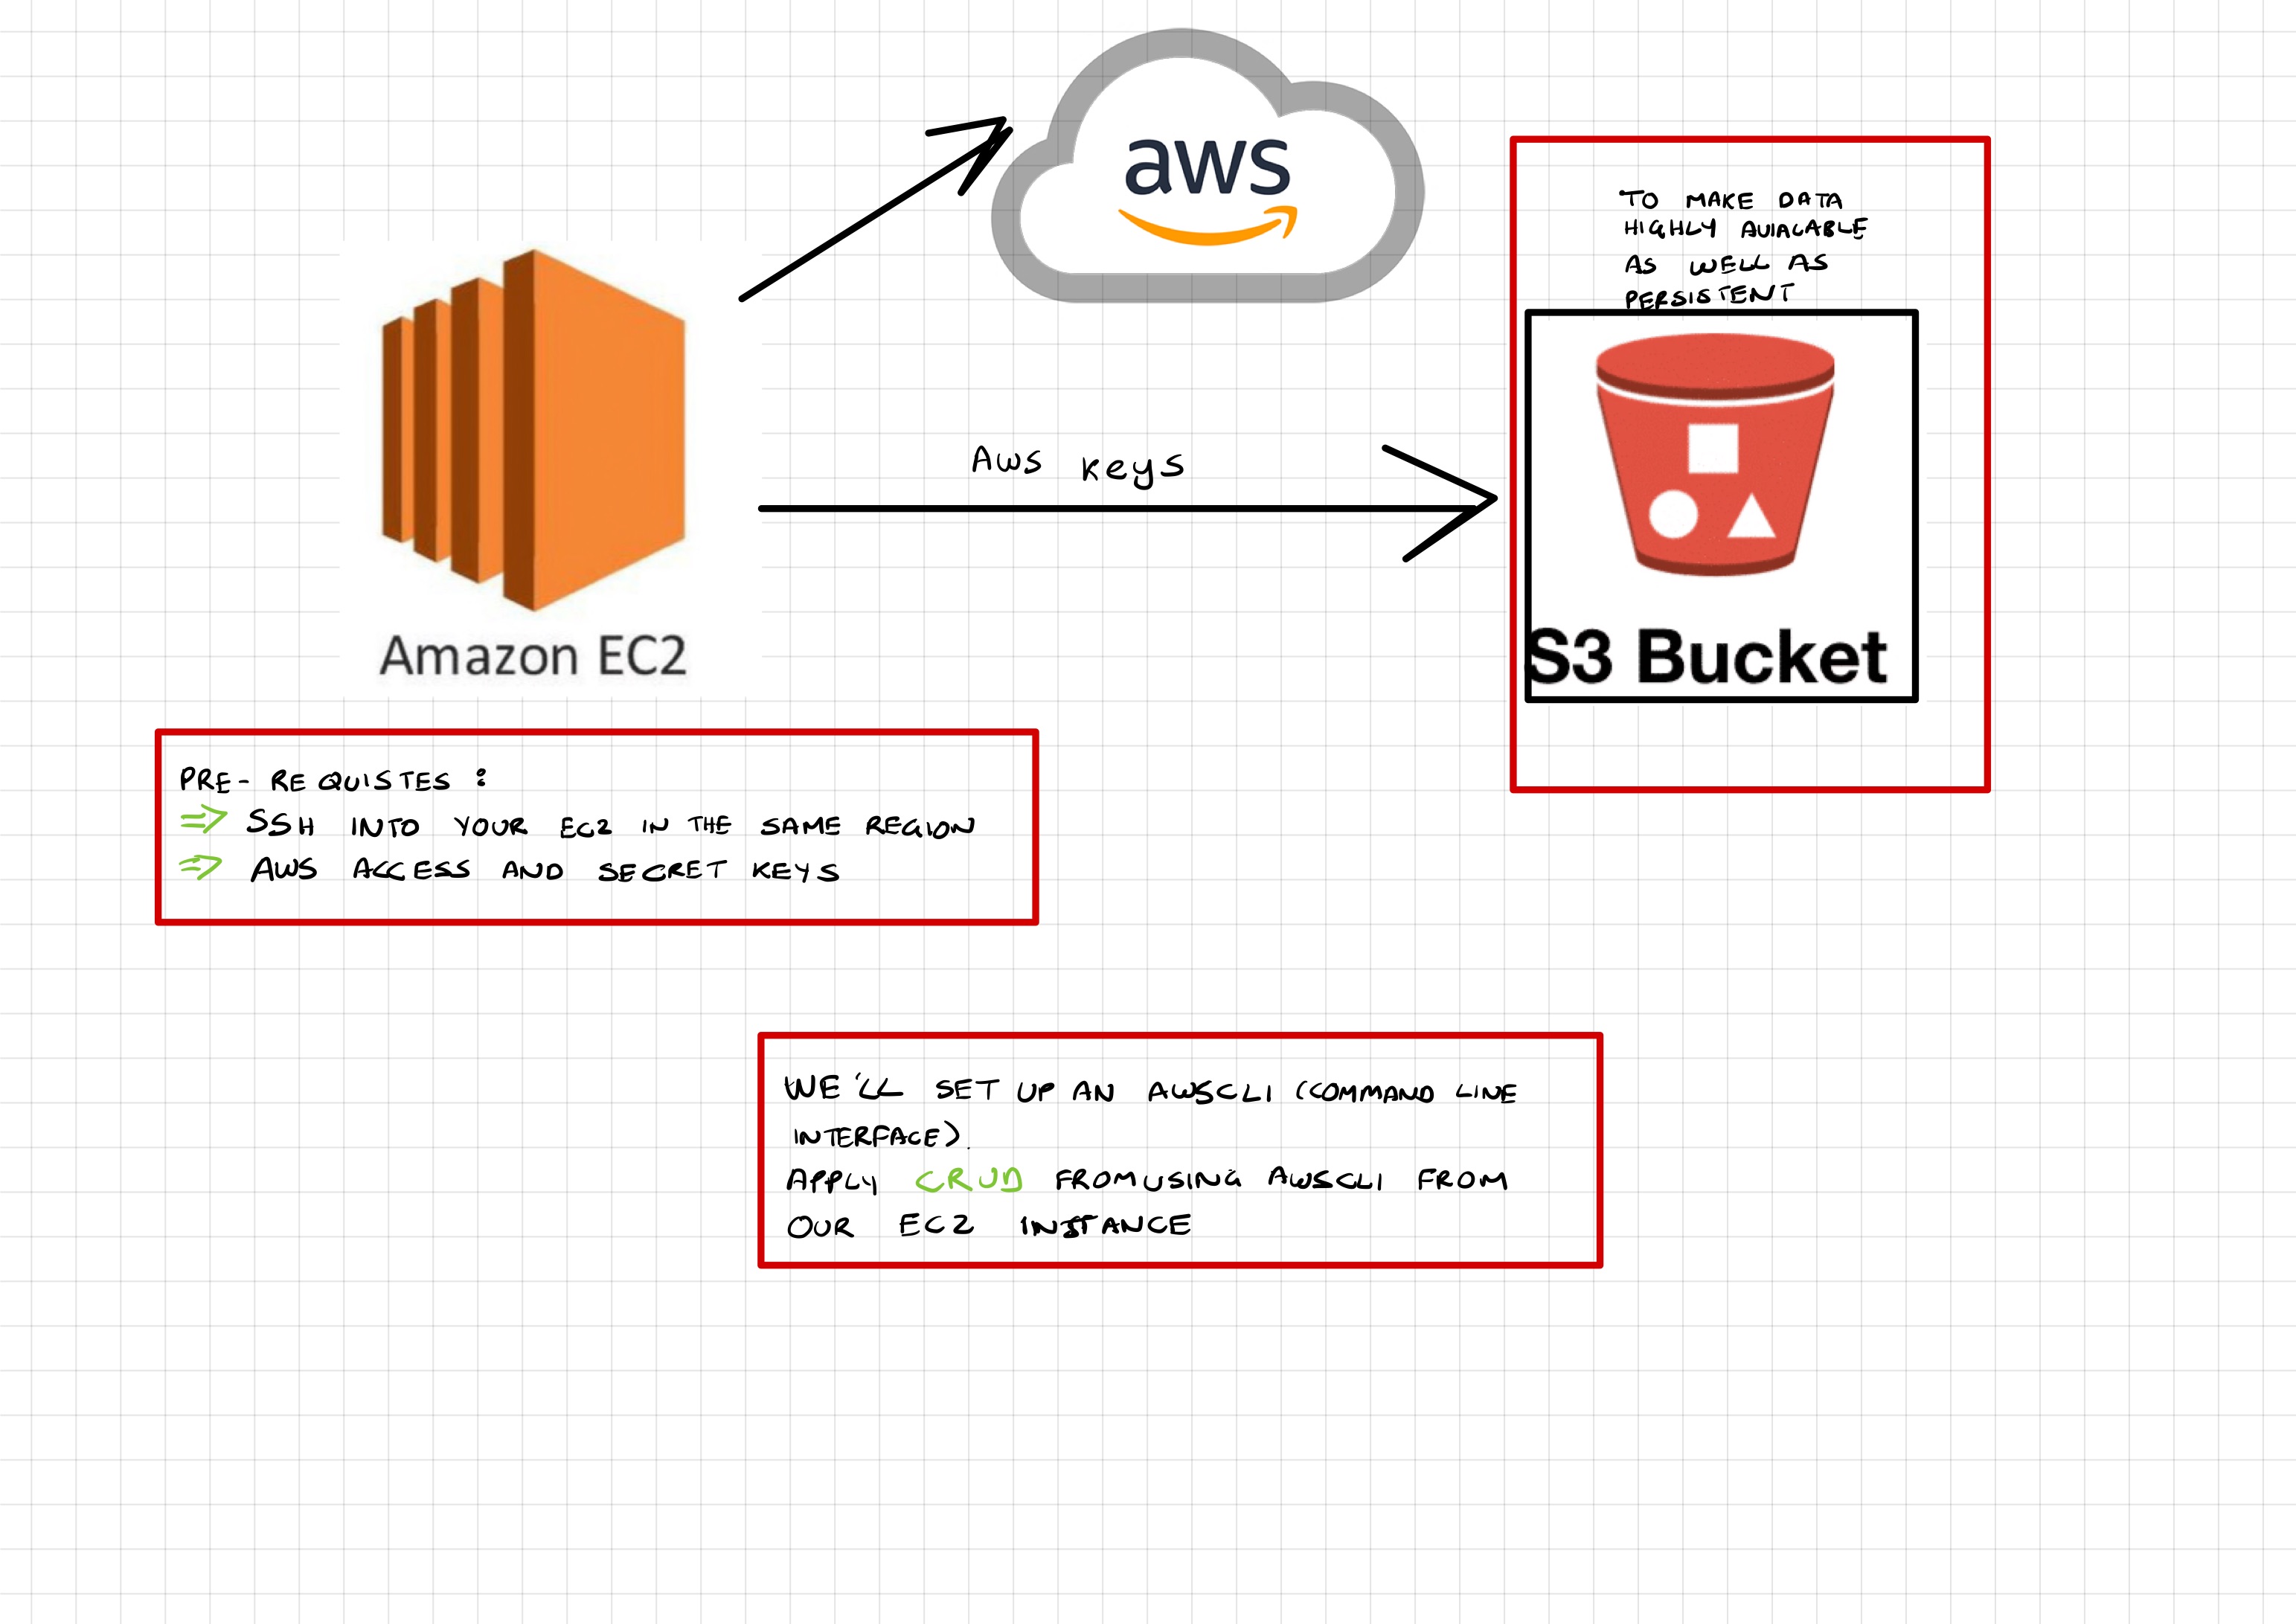 aws
TO MAKE DATA
HIGHLY AVIALABLE
AS WELL AS
PERSISTENT
Aws keys
Amazon EC2
S3 Bucket
PRE-REQUISTES :
⇒ SSH INTO YOUR EC2 IN THE SAME REGION
⇒ AWS ACCESS AND SECRET KEYS
WE'LL SET UP AN AWSCLI (COMMAND LINE
INTERFACE).
APPLY CRUD FROM USING AWSCLI FROM
OUR EC2 INSTANCE